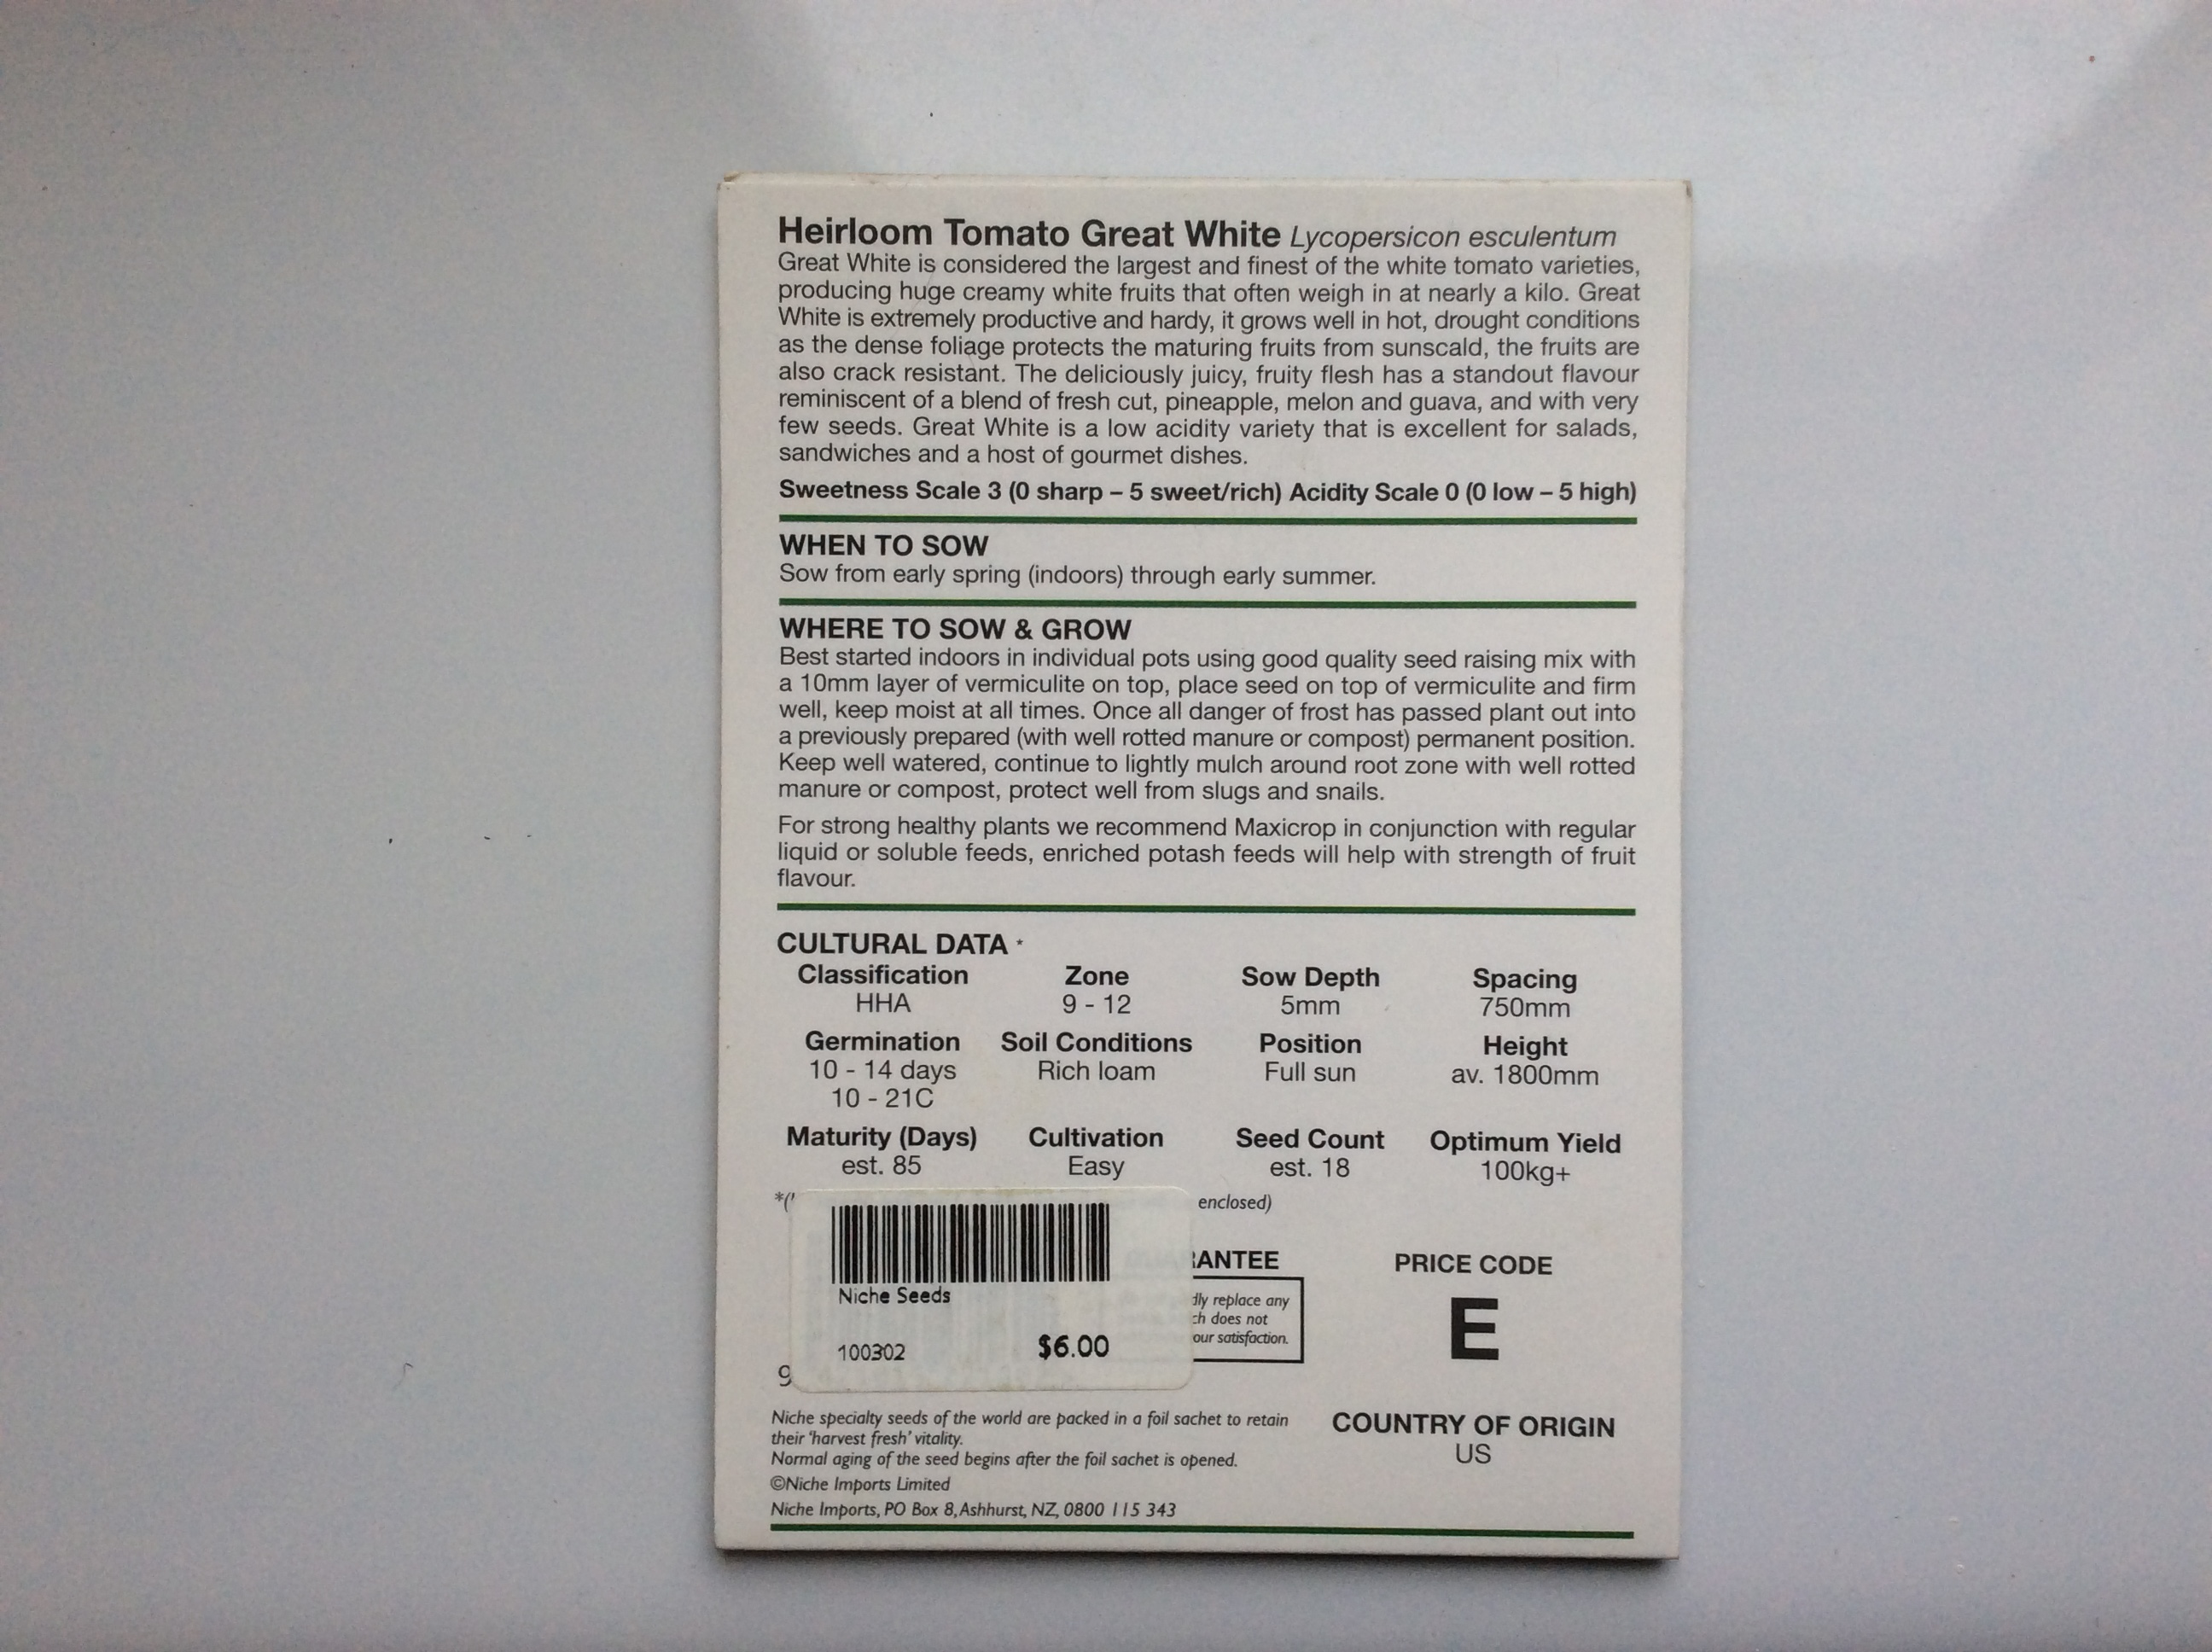 Heirloom Tomato Great White Lycopersicon esculentum
Great White is considered the largest and finest of the white tomato varieties,
producing huge creamy white fruits that often weigh in at nearly a kilo. Great
White is extremely productive and hardy, it grows well in hot, drought conditions
as the dense foliage protects the maturing fruits from sunscald, the fruits are
also crack resistant. The deliciously juicy, fruity flesh has a standout flavour
reminiscent of a blend of fresh cut, pineapple, melon and guava, and with very
few seeds. Great White is a low acidity variety that is excellent for salads,
sandwiches and a host of gourmet dishes.
Sweetness Scale 3 (0 sharp – 5 sweet/rich) Acidity Scale 0 (0 low – 5 high)
WHEN TO SOW
Sow from early spring (indoors) through early summer.
WHERE TO SOW & GROW
Best started indoors in individual pots using good quality seed raising mix with
a 10mm layer of vermiculite on top, place seed on top of vermiculite and firm
well, keep moist at all times. Once all danger of frost has passed plant out into
a previously prepared (with well rotted manure or compost) permanent position.
Keep well watered, continue to lightly mulch around root zone with well rotted
manure or compost, protect well from slugs and snails.
For strong healthy plants we recommend Maxicrop in conjunction with regular
liquid or soluble feeds, enriched potash feeds will help with strength of fruit
flavour.
CULTURAL DATA *
Classification Zone Sow Depth Spacing
HHA 9 - 12 5mm 750mm
Germination Soil Conditions Position Height
10 - 14 days Rich loam Full sun av. 1800mm
10 - 21C
Maturity (Days) Cultivation Seed Count Optimum Yield
est. 85 Easy est. 18 100kg+
enclosed)
PRICE CODE
replace any
does not
satisfaction.
E
Niche Seeds
100302 $6.00
9
Niche specialty seeds of the world are packed in a foil sachet to retain
their 'harvest fresh' vitality.
Normal aging of the seed begins after the foil sachet is opened.
©Niche Imports Limited
Niche Imports, PO Box 8, Ashhurst, NZ, 0800 115 343
COUNTRY OF ORIGIN
US